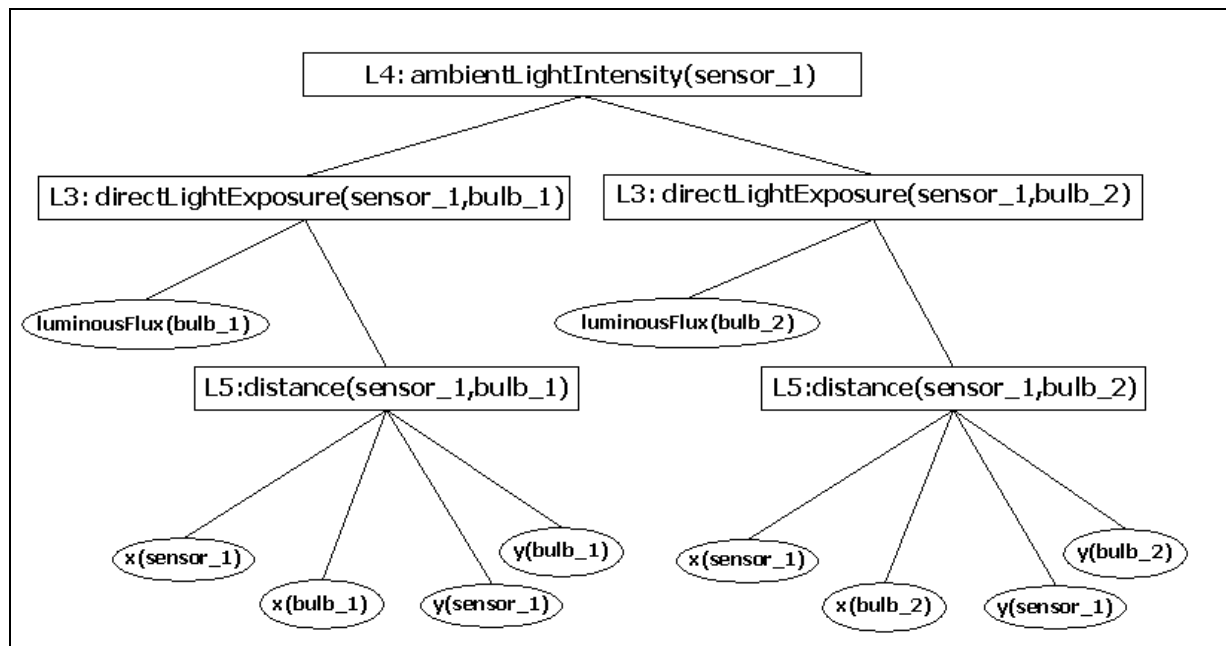 L4: ambientLightIntensity(sensor_1)
L3: directLightExposure(sensor_1,bulb_1)
L3: directLightExposure(sensor_1,bulb_2)
luminousFlux(bulb_1)
luminousFlux(bulb_2)
L5:distance(sensor_1,bulb_1)
L5:distance(sensor_1,bulb_2)
x(sensor_1)
x(bulb_1)
y(sensor_1)
y(bulb_1)
x(sensor_1)
x(bulb_2)
y(sensor_1)
y(bulb_2)